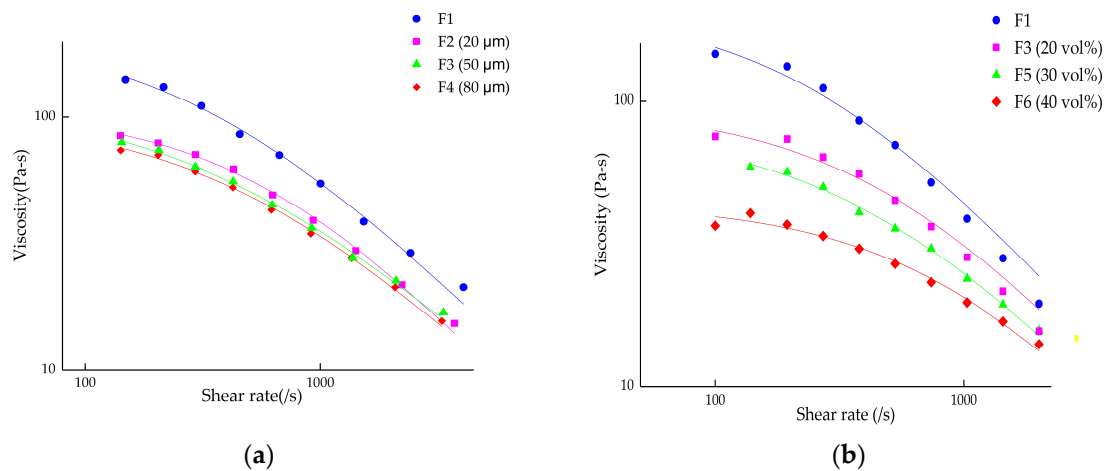 F1
F2 (20 μm)
F3 (50 μm)
F4 (80 μm)
100
10
Viscosity(Pa-s)
100
1000
Shear rate(/s)
(a)
F1
F3 (20 vol%)
F5 (30 vol%)
F6 (40 vol%)
100
10
Viscosity (Pa-s)
100
1000
Shear rate (/s)
(b)